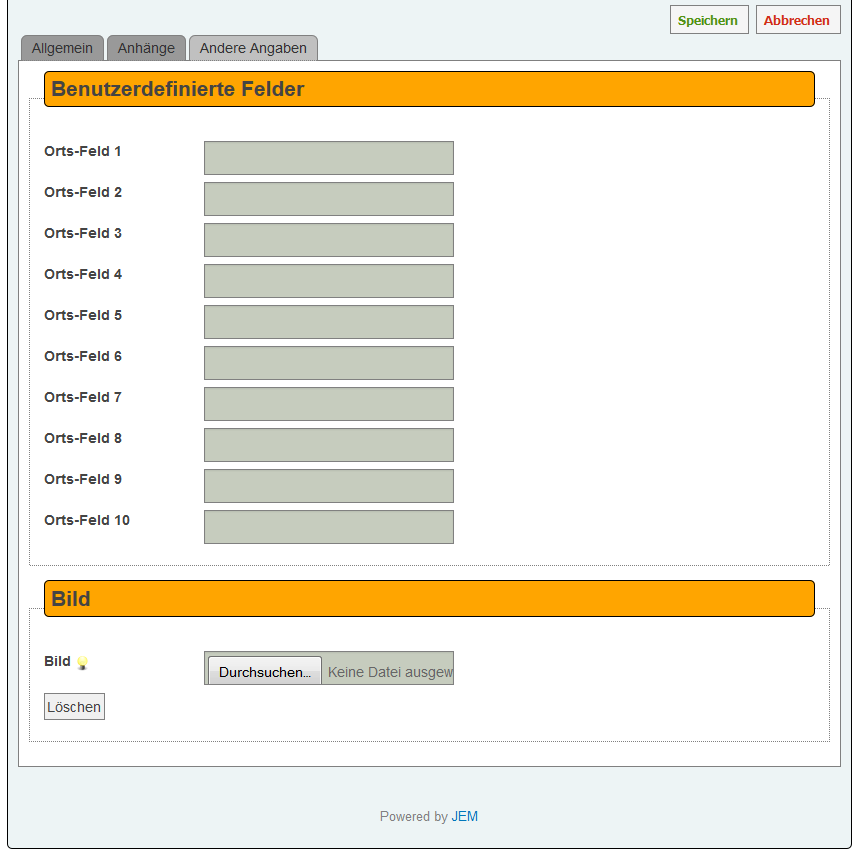 Speichern Abbrechen
Allgemein Anhänge Andere Angaben
Benutzerdefinierte Felder
Orts-Feld 1
Orts-Feld 2
Orts-Feld 3
Orts-Feld 4
Orts-Feld 5
Orts-Feld 6
Orts-Feld 7
Orts-Feld 8
Orts-Feld 9
Orts-Feld 10
Bild
Bild Durchsuchen... Keine Datei ausgew
Löschen
Powered by JEM